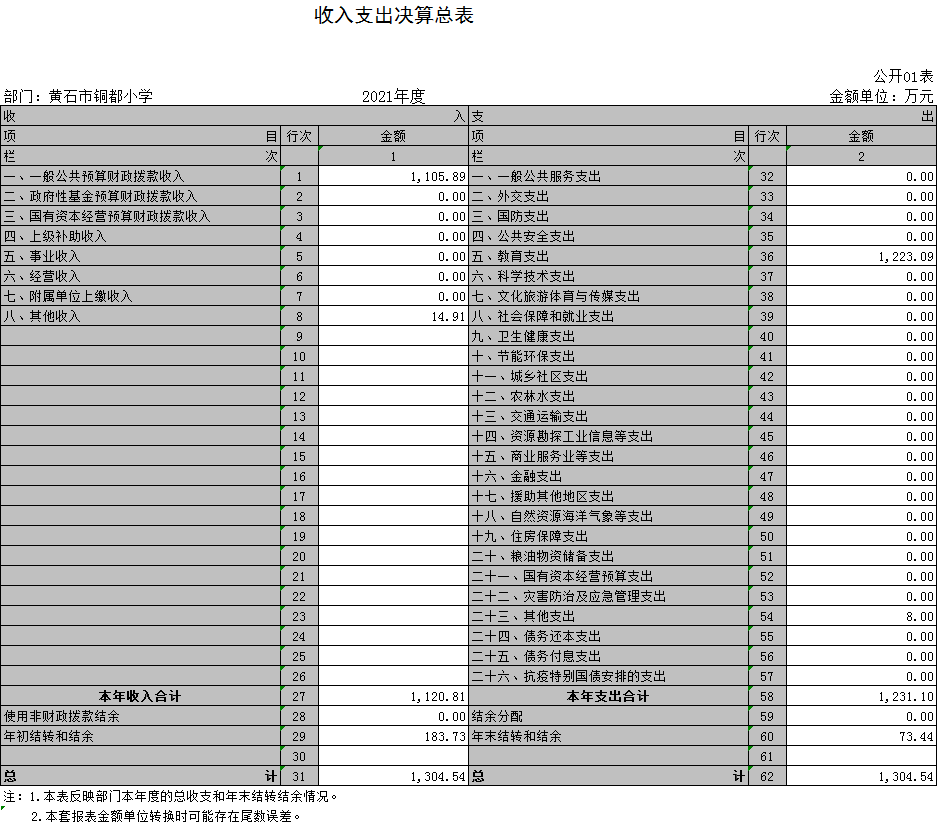 收入支出决算总表
公开01表
部门：黄石市铜都小学 2021年度 金额单位：万元
收 入 支 出
项 目 行次 金额 项 目 行次 金额
栏 次 1 栏 次 2
一、一般公共预算财政拨款收入 1 1,105.89 一、一般公共服务支出 32 0.00
二、政府性基金预算财政拨款收入 2 0.00 二、外交支出 33 0.00
三、国有资本经营预算财政拨款收入 3 0.00 三、国防支出 34 0.00
四、上级补助收入 4 0.00 四、公共安全支出 35 0.00
五、事业收入 5 0.00 五、教育支出 36 1,223.09
六、经营收入 6 0.00 六、科学技术支出 37 0.00
七、附属单位上缴收入 7 0.00 七、文化旅游体育与传媒支出 38 0.00
八、其他收入 8 14.91 八、社会保障和就业支出 39 0.00
9 九、卫生健康支出 40 0.00
10 十、节能环保支出 41 0.00
11 十一、城乡社区支出 42 0.00
12 十二、农林水支出 43 0.00
13 十三、交通运输支出 44 0.00
14 十四、资源勘探工业信息等支出 45 0.00
15 十五、商业服务业等支出 46 0.00
16 十六、金融支出 47 0.00
17 十七、援助其他地区支出 48 0.00
18 十八、自然资源海洋气象等支出 49 0.00
19 十九、住房保障支出 50 0.00
20 二十、粮油物资储备支出 51 0.00
21 二十一、国有资本经营预算支出 52 0.00
22 二十二、灾害防治及应急管理支出 53 0.00
23 二十三、其他支出 54 8.00
24 二十四、债务还本支出 55 0.00
25 二十五、债务付息支出 56 0.00
26 二十六、抗疫特别国债安排的支出 57 0.00
本年收入合计 27 1,120.81 本年支出合计 58 1,231.10
使用非财政拨款结余 28 0.00 结余分配 59 0.00
年初结转和结余 29 183.73 年末结转和结余 60 73.44
30 61
总 计 31 1,304.54 总 计 62 1,304.54
注：1.本表反映部门本年度的总收支和年末结转结余情况。
2.本套报表金额单位转换时可能存在尾数误差。